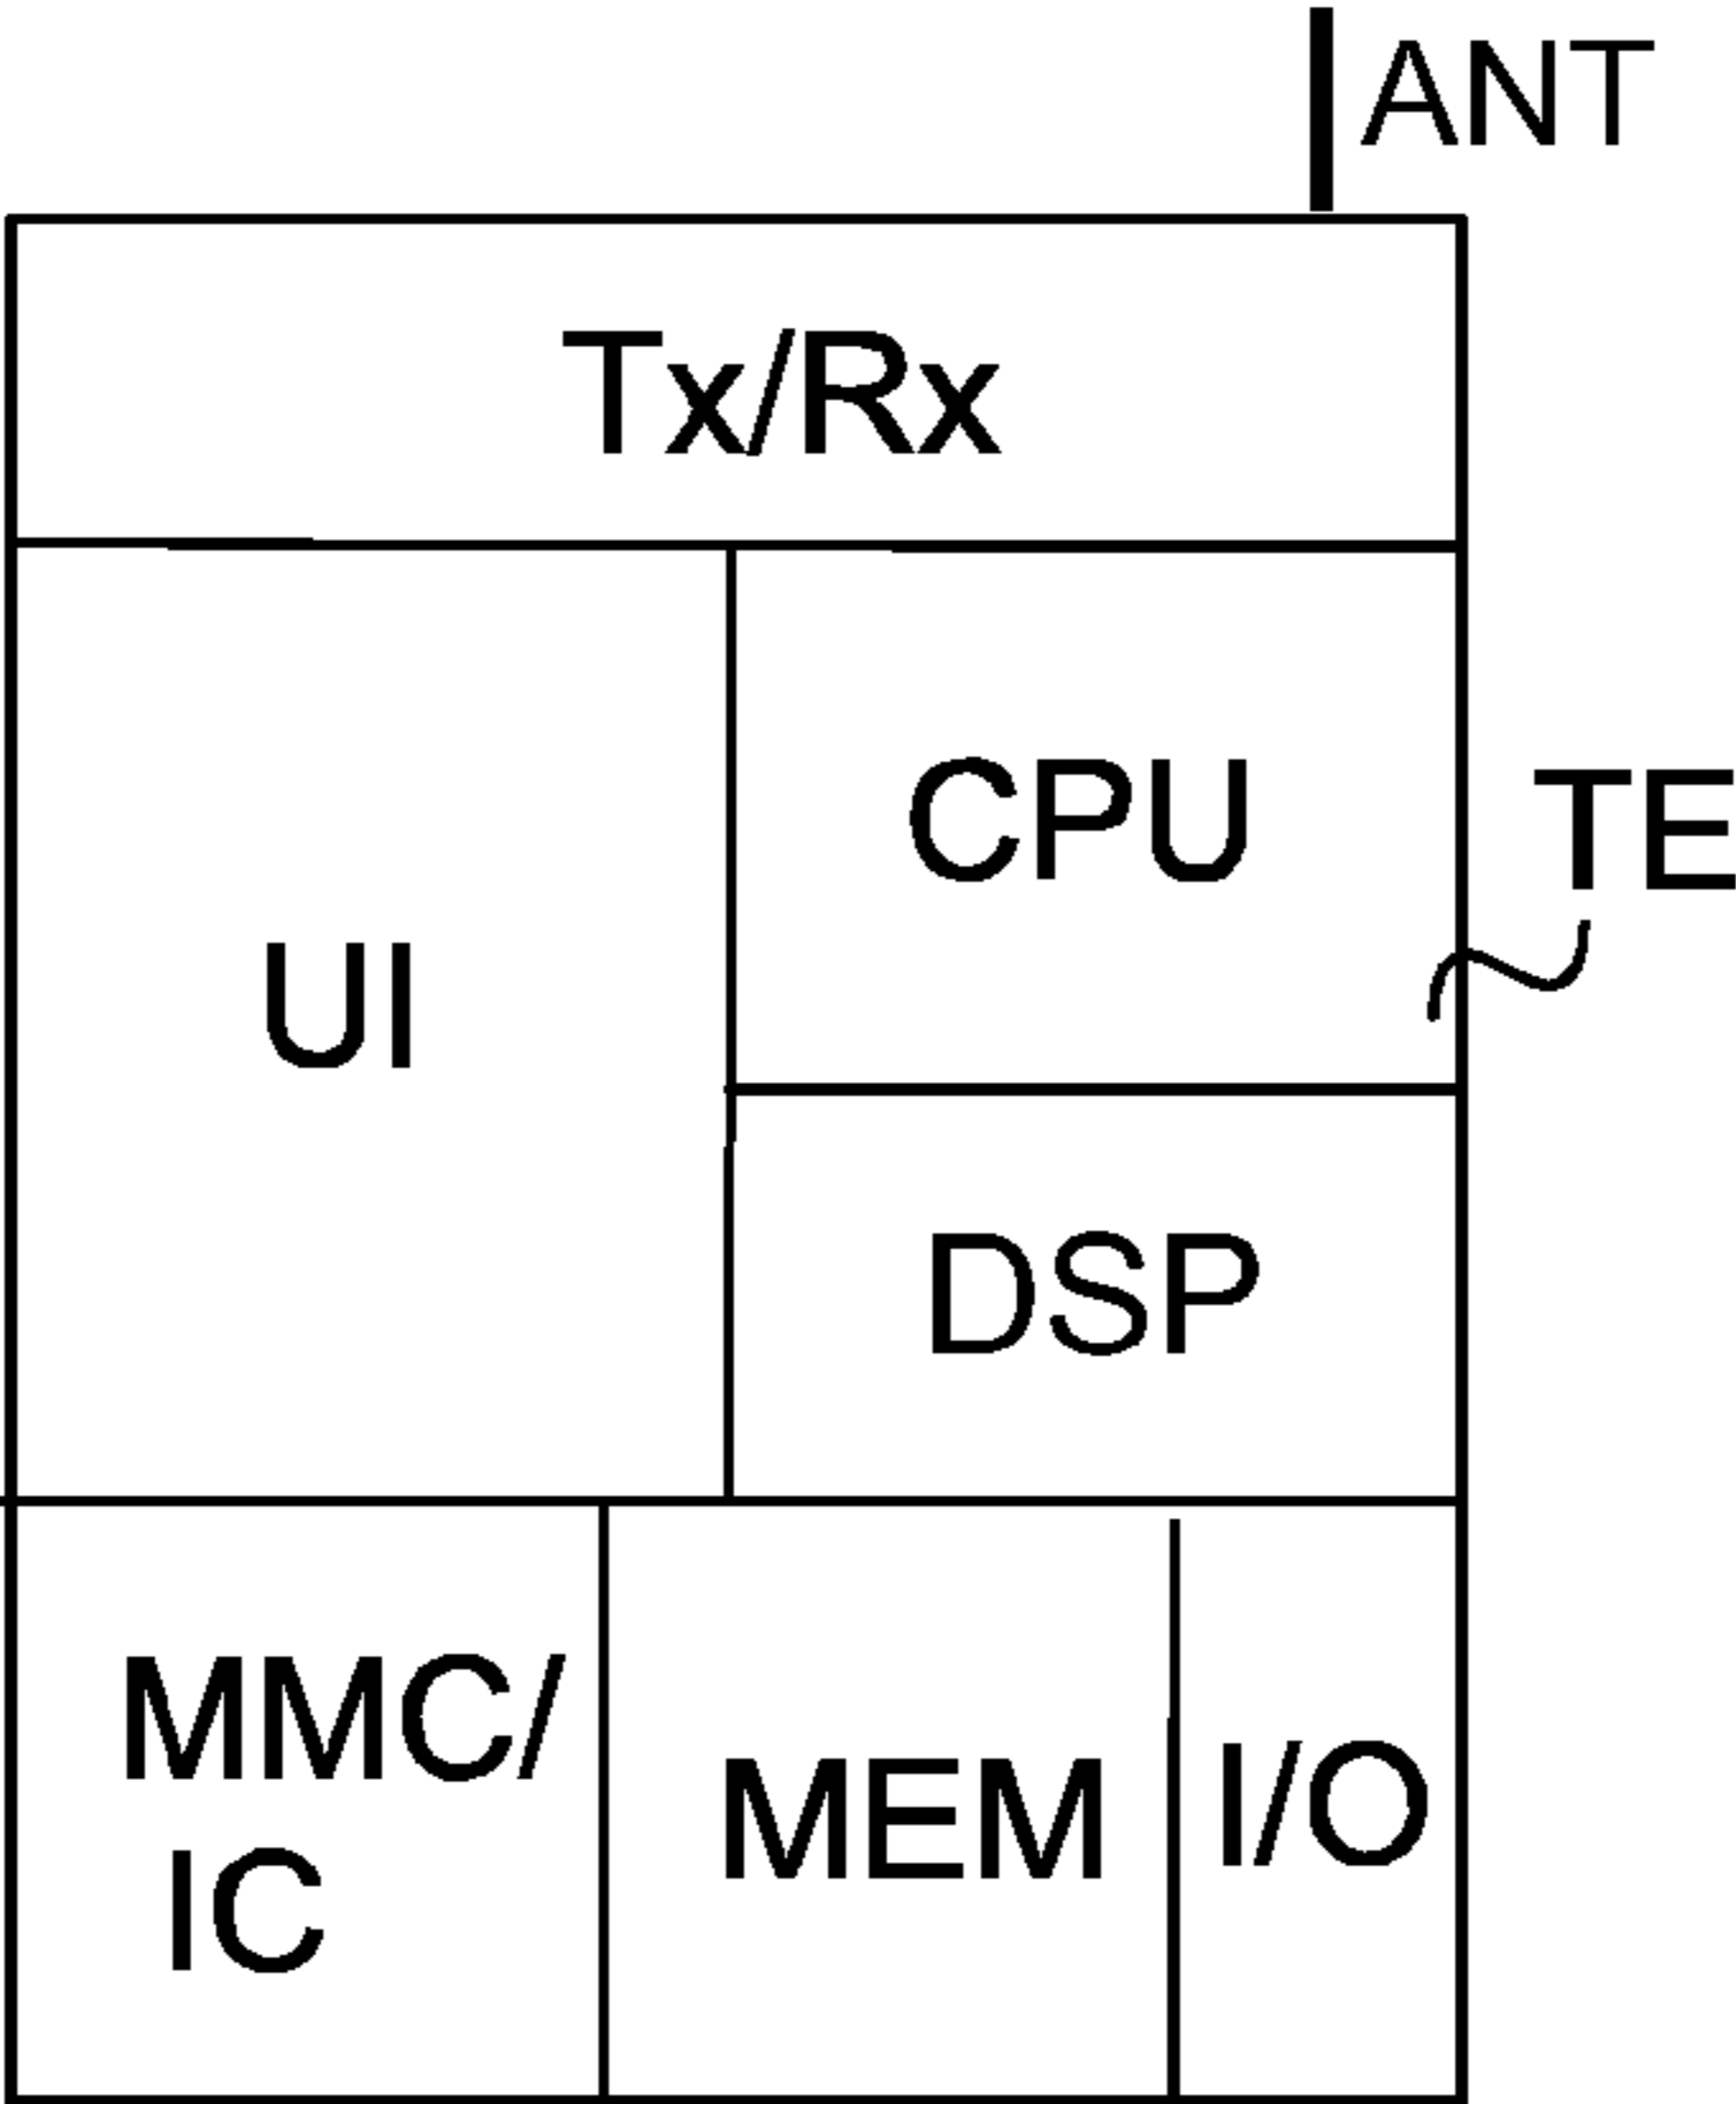 ANT
Tx/Rx
CPU
TE
UI
DSP
MMC/
IC
MEM
I/O